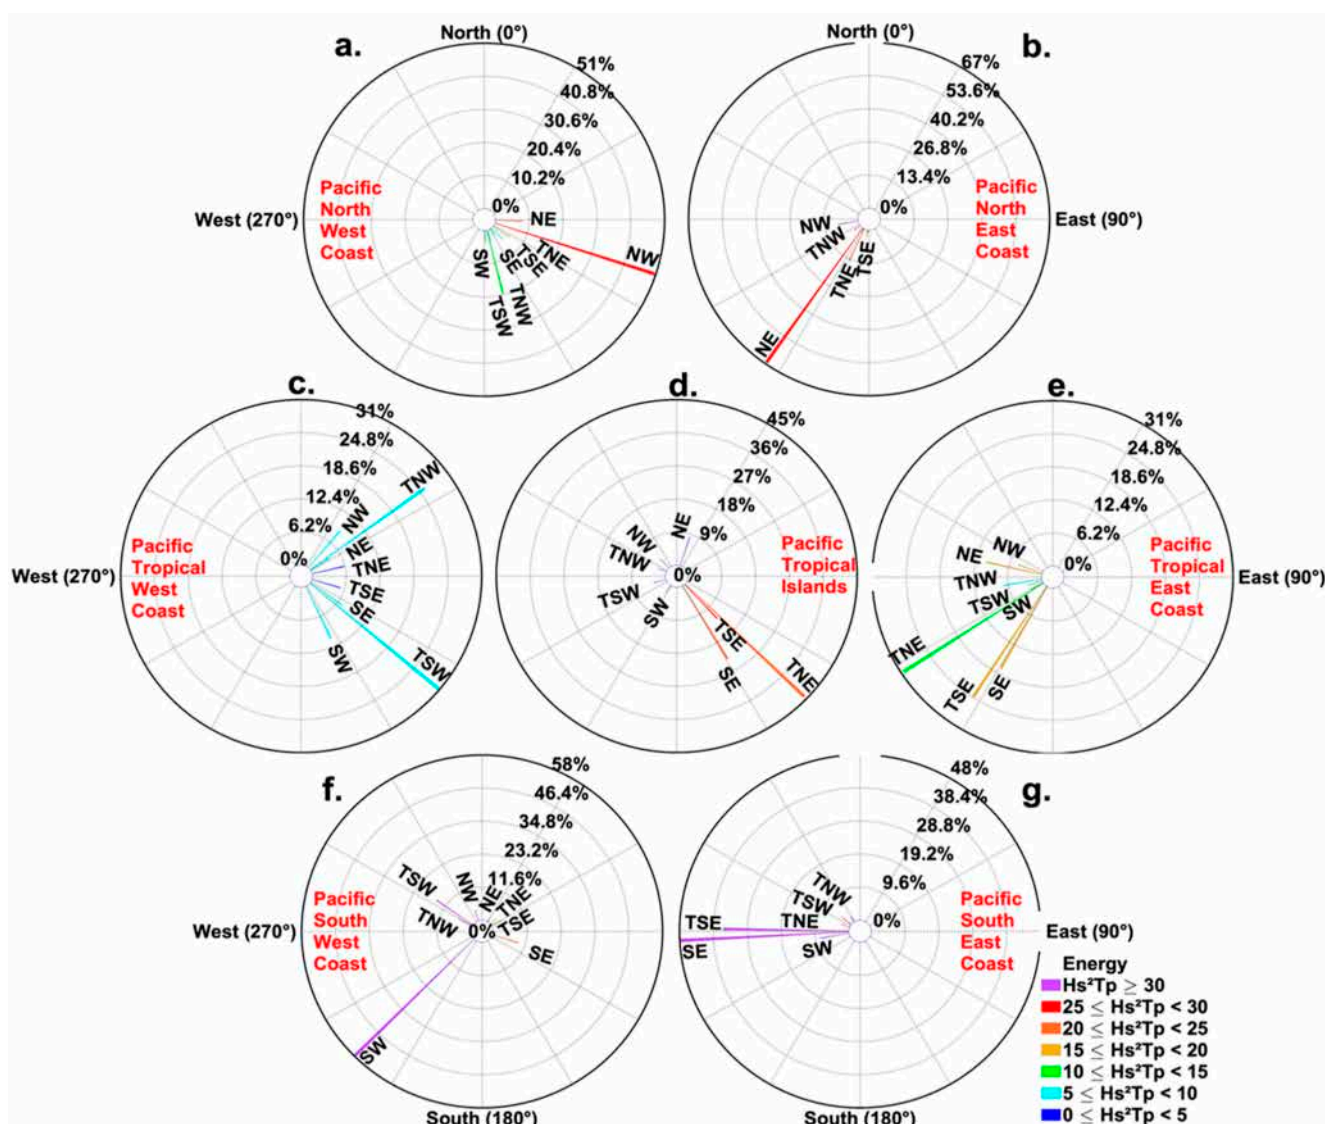 a.
North (0°)
51%
40.8%
30.6%
20.4%
10.2%
0%
Pacific
North
West
Coast
West (270°)
NE
NW
TNE
TSE
SE
SW
TNW
TSW
b.
North (0°)
67%
53.6%
40.2%
26.8%
13.4%
0%
Pacific
North
East
Coast
East (90°)
NW
TNW
TSE
TNE
NE
c.
31%
24.8%
18.6%
12.4%
6.2%
0%
Pacific
Tropical
West
Coast
West (270°)
TNW
NW
NE
TNE
TSE
SE
SW
TSW
d.
45%
36%
27%
18%
9%
0%
Pacific
Tropical
Islands
NE
NW
TNW
TSW
SW
TSE
SE
TNE
e.
31%
24.8%
18.6%
12.4%
6.2%
0%
Pacific
Tropical
East
Coast
East (90°)
NW
NE
TNW
TSW
SW
TNE
TSE
SE
f.
58%
46.4%
34.8%
23.2%
11.6%
0%
Pacific
South
West
Coast
West (270°)
TSW
NW
NE
TNE
TSE
TNW
SE
SW
South (180°)
g.
48%
38.4%
28.8%
19.2%
9.6%
0%
Pacific
South
East
Coast
East (90°)
TNW
TSW
TSE
TNE
SE
SW
South (180°)
Energy
Hs²Tp ≥ 30
25 ≤ Hs²Tp < 30
20 ≤ Hs²Tp < 25
15 ≤ Hs²Tp < 20
10 ≤ Hs²Tp < 15
5 ≤ Hs²Tp < 10
0 ≤ Hs²Tp < 5